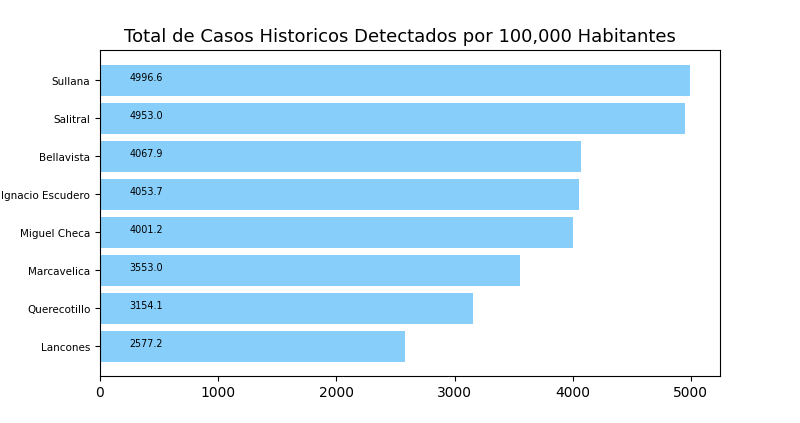 Total de Casos Historicos Detectados por 100,000 Habitantes
Sullana 4996.6
Salitral 4953.0
Bellavista 4067.9
Ignacio Escudero 4053.7
Miguel Checa 4001.2
Marcavelica 3553.0
Querecotillo 3154.1
Lancones 2577.2
0 1000 2000 3000 4000 5000